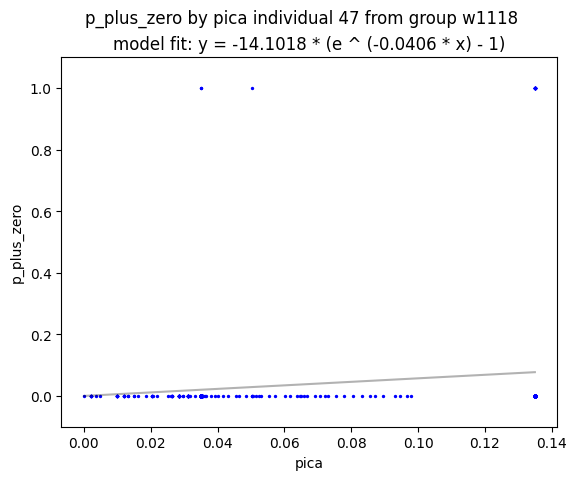 p_plus_zero by pica individual 47 from group w1118
model fit: y = -14.1018 * (e ^ (-0.0406 * x) - 1)
1.0
0.8
0.6
0.4
0.2
0.0
p_plus_zero
0.00 0.02 0.04 0.06 0.08 0.10 0.12 0.14
pica